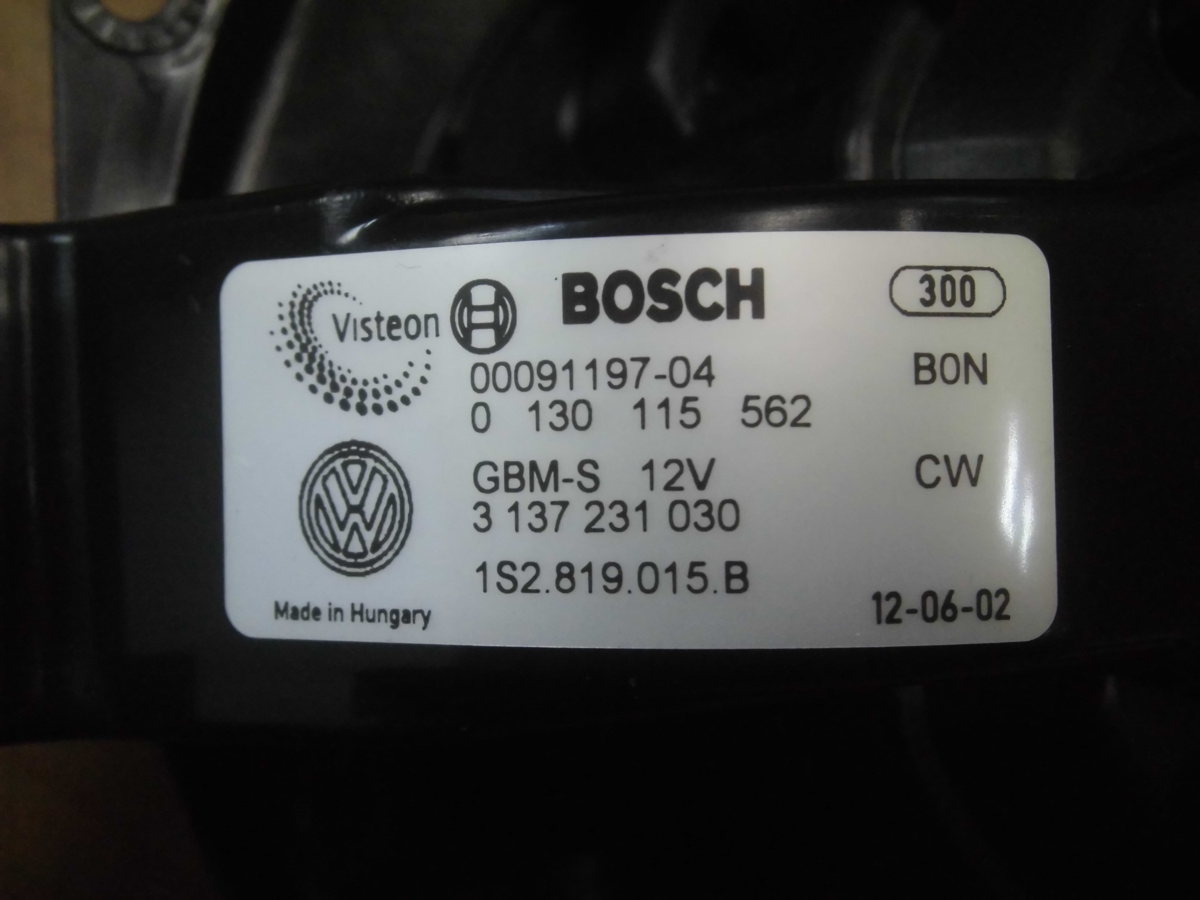 Visteon
BOSCH
300
00091197-04
BON
0 130 115 562
GBM-S 12V
CW
3 137 231 030
1S2.819.015.B
Made in Hungary
12-06-02